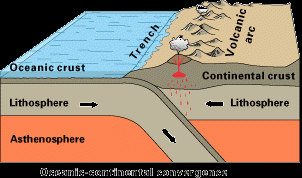 Trench
Volcanic
arc
Oceanic crust
Continental crust
Lithosphere
Lithosphere
Asthenosphere
Oceanic-continental convergence